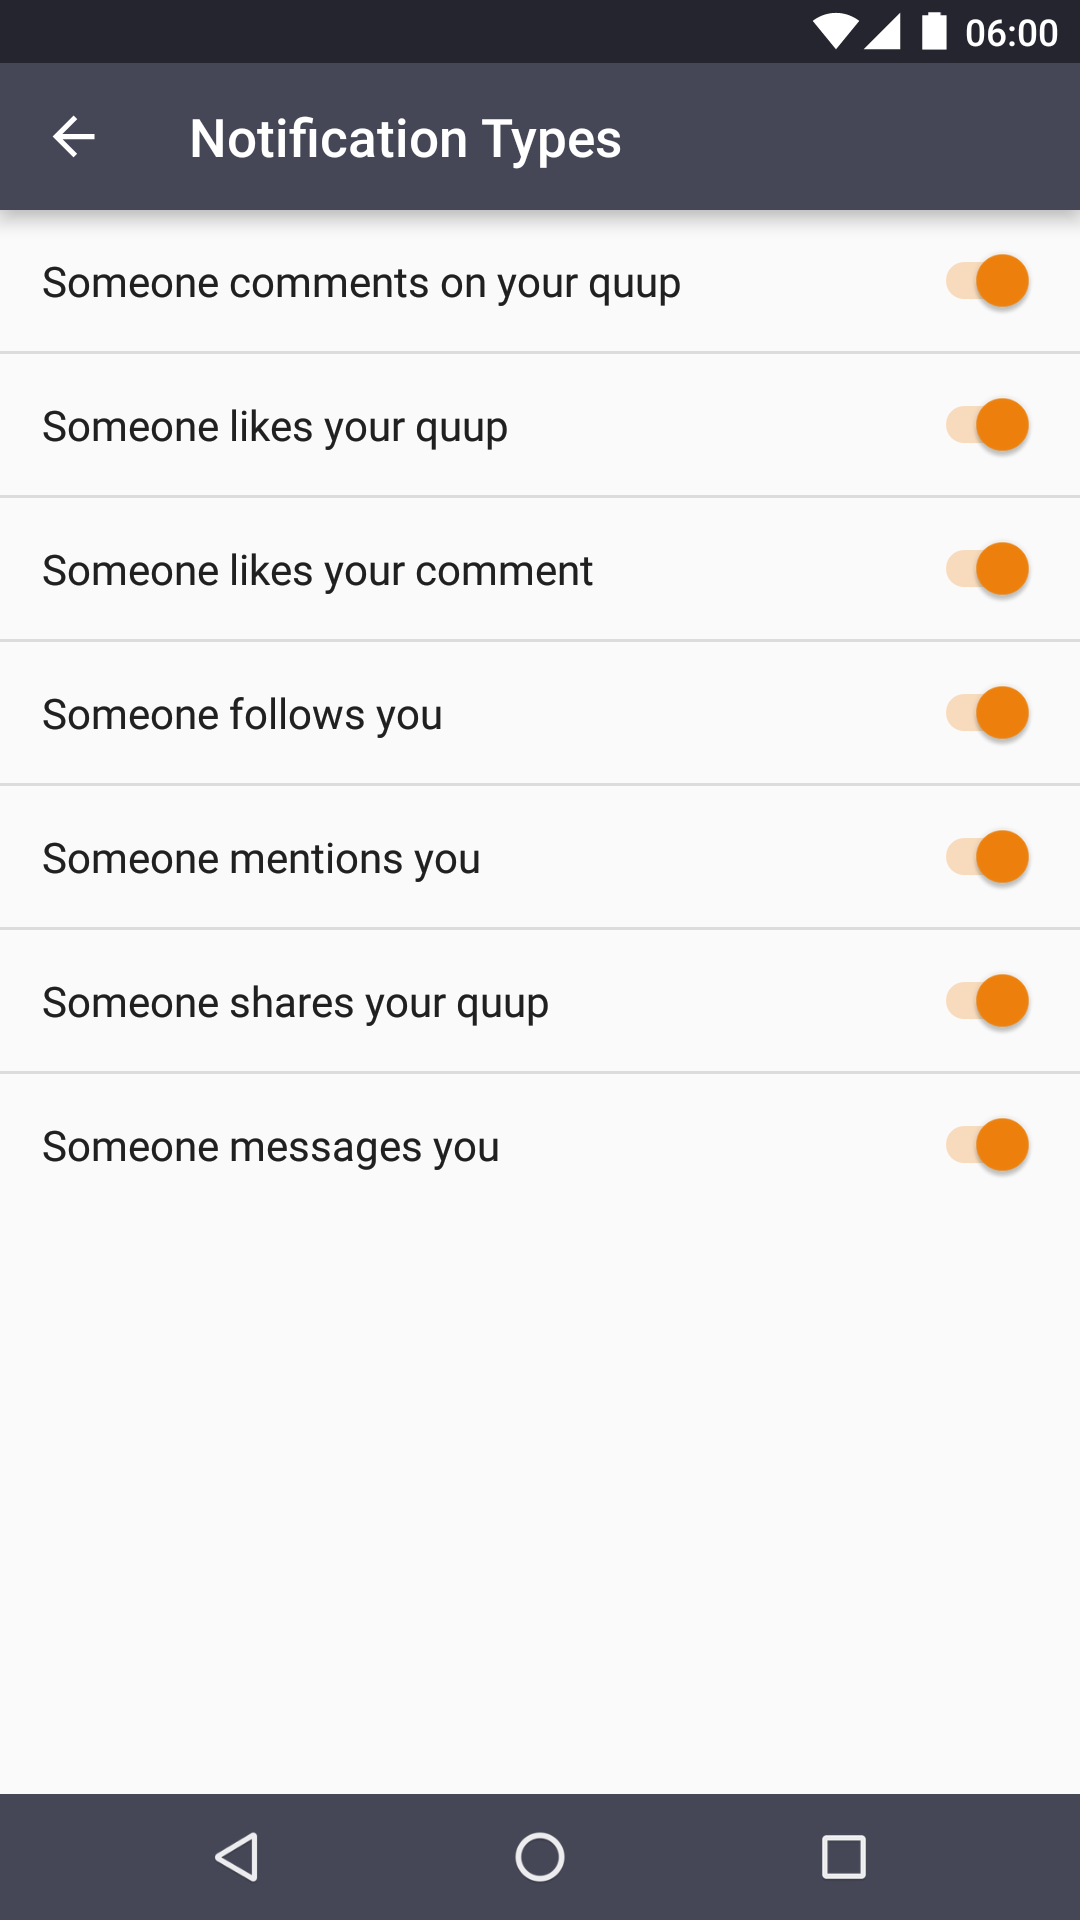 06:00
Notification Types
Someone comments on your quup
Someone likes your quup
Someone likes your comment
Someone follows you
Someone mentions you
Someone shares your quup
Someone messages you